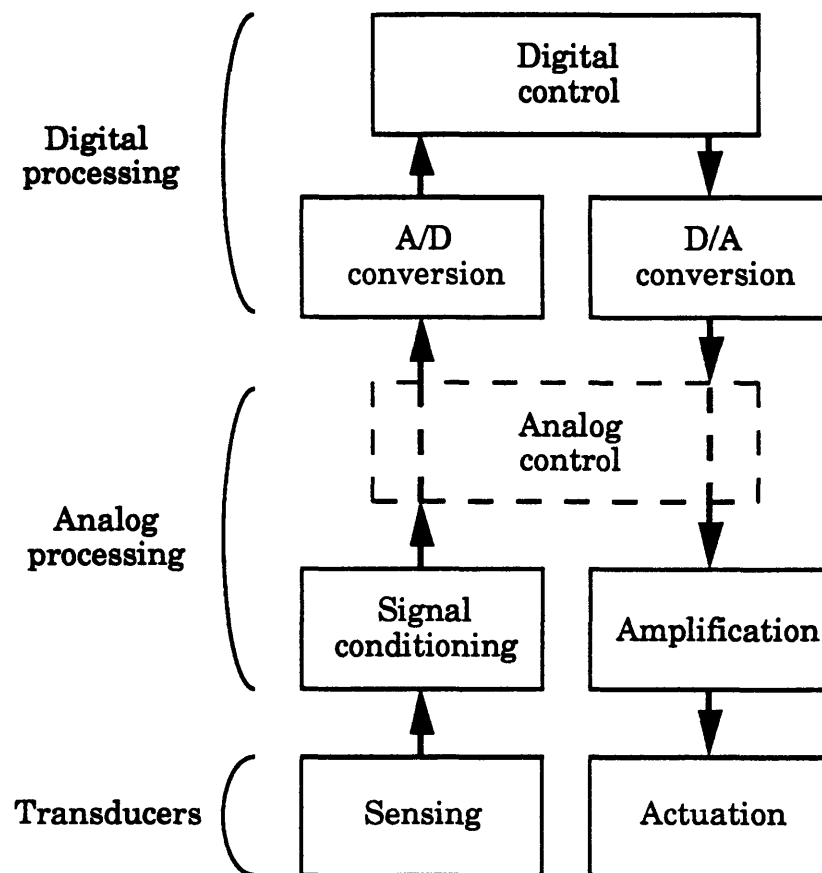 Digital
control
Digital
processing
A/D
conversion
D/A
conversion
Analog
control
Analog
processing
Signal
conditioning
Amplification
Transducers
Sensing
Actuation